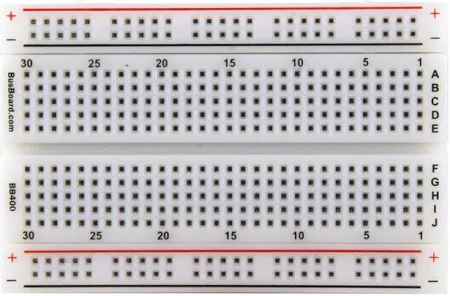 + +
− −
30 25 20 15 10 5 1
A
B
C
D
E
BusBoard.com
F
G
H
I
J
BB400
30 25 20 15 10 5 1
+ +
− −